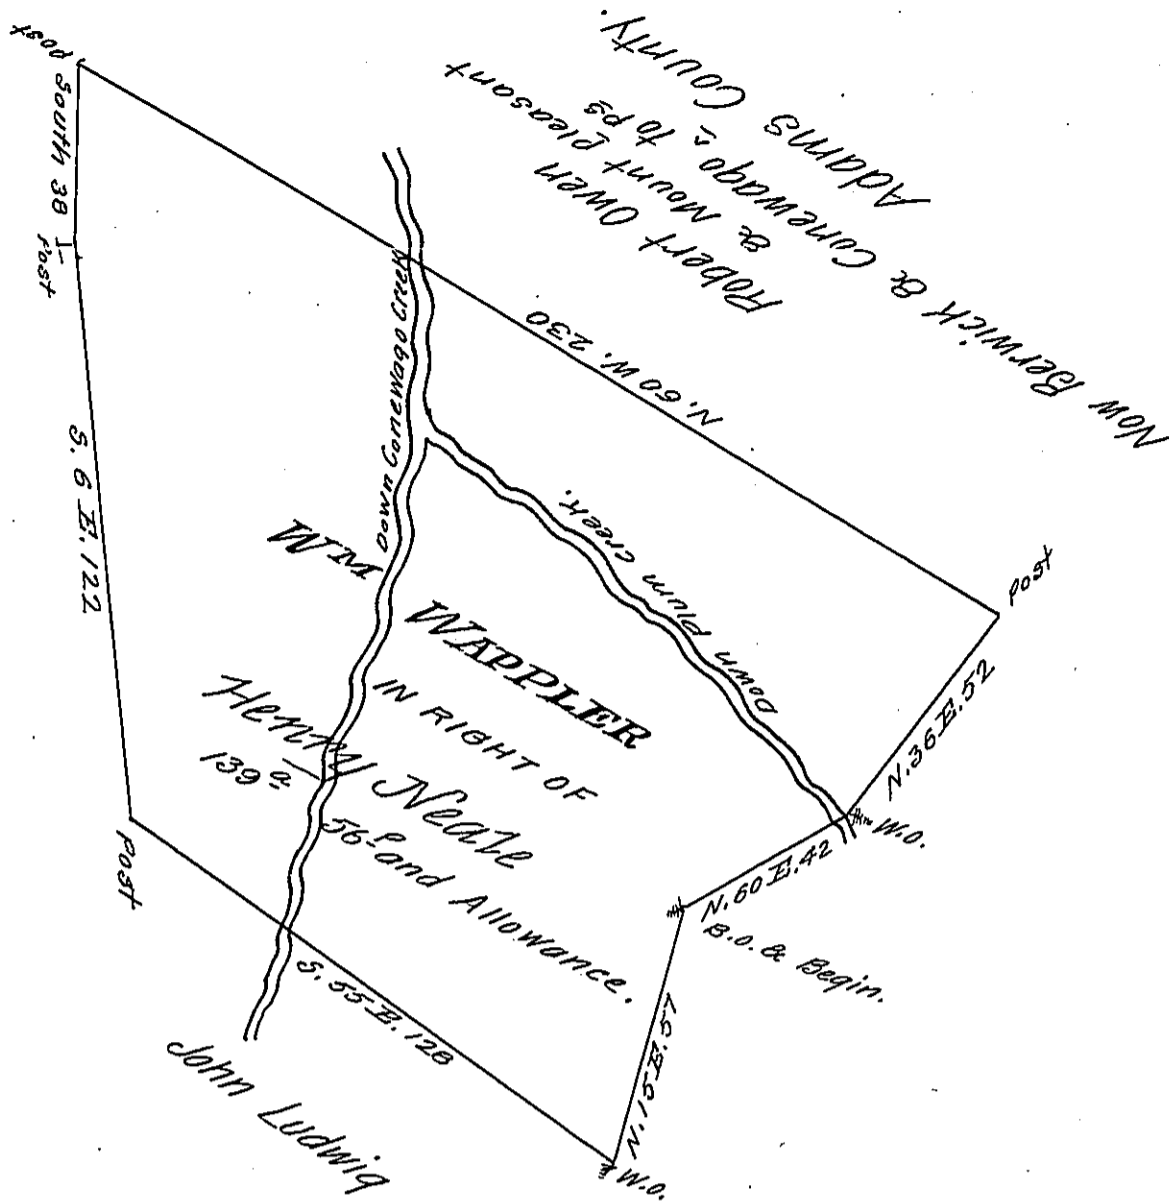 Now Berwick & Conewago & Mount pleasant to ps
Adams County.
Robert Owen
Post
South 38
Post
S. 6 E. 122
Post
S. 55 E. 128
W.O.
N. 15 E. 57
B.O. & Begin.
N. 60 E. 42
W.O.
N. 36 E. 52
Post
N. 60 W. 230
Down Conewago Creek
Down Plum Creek.
WM WAPPLER
IN RIGHT OF
Henry Neale
139 a 56 p and Allowance.
John Ludwig